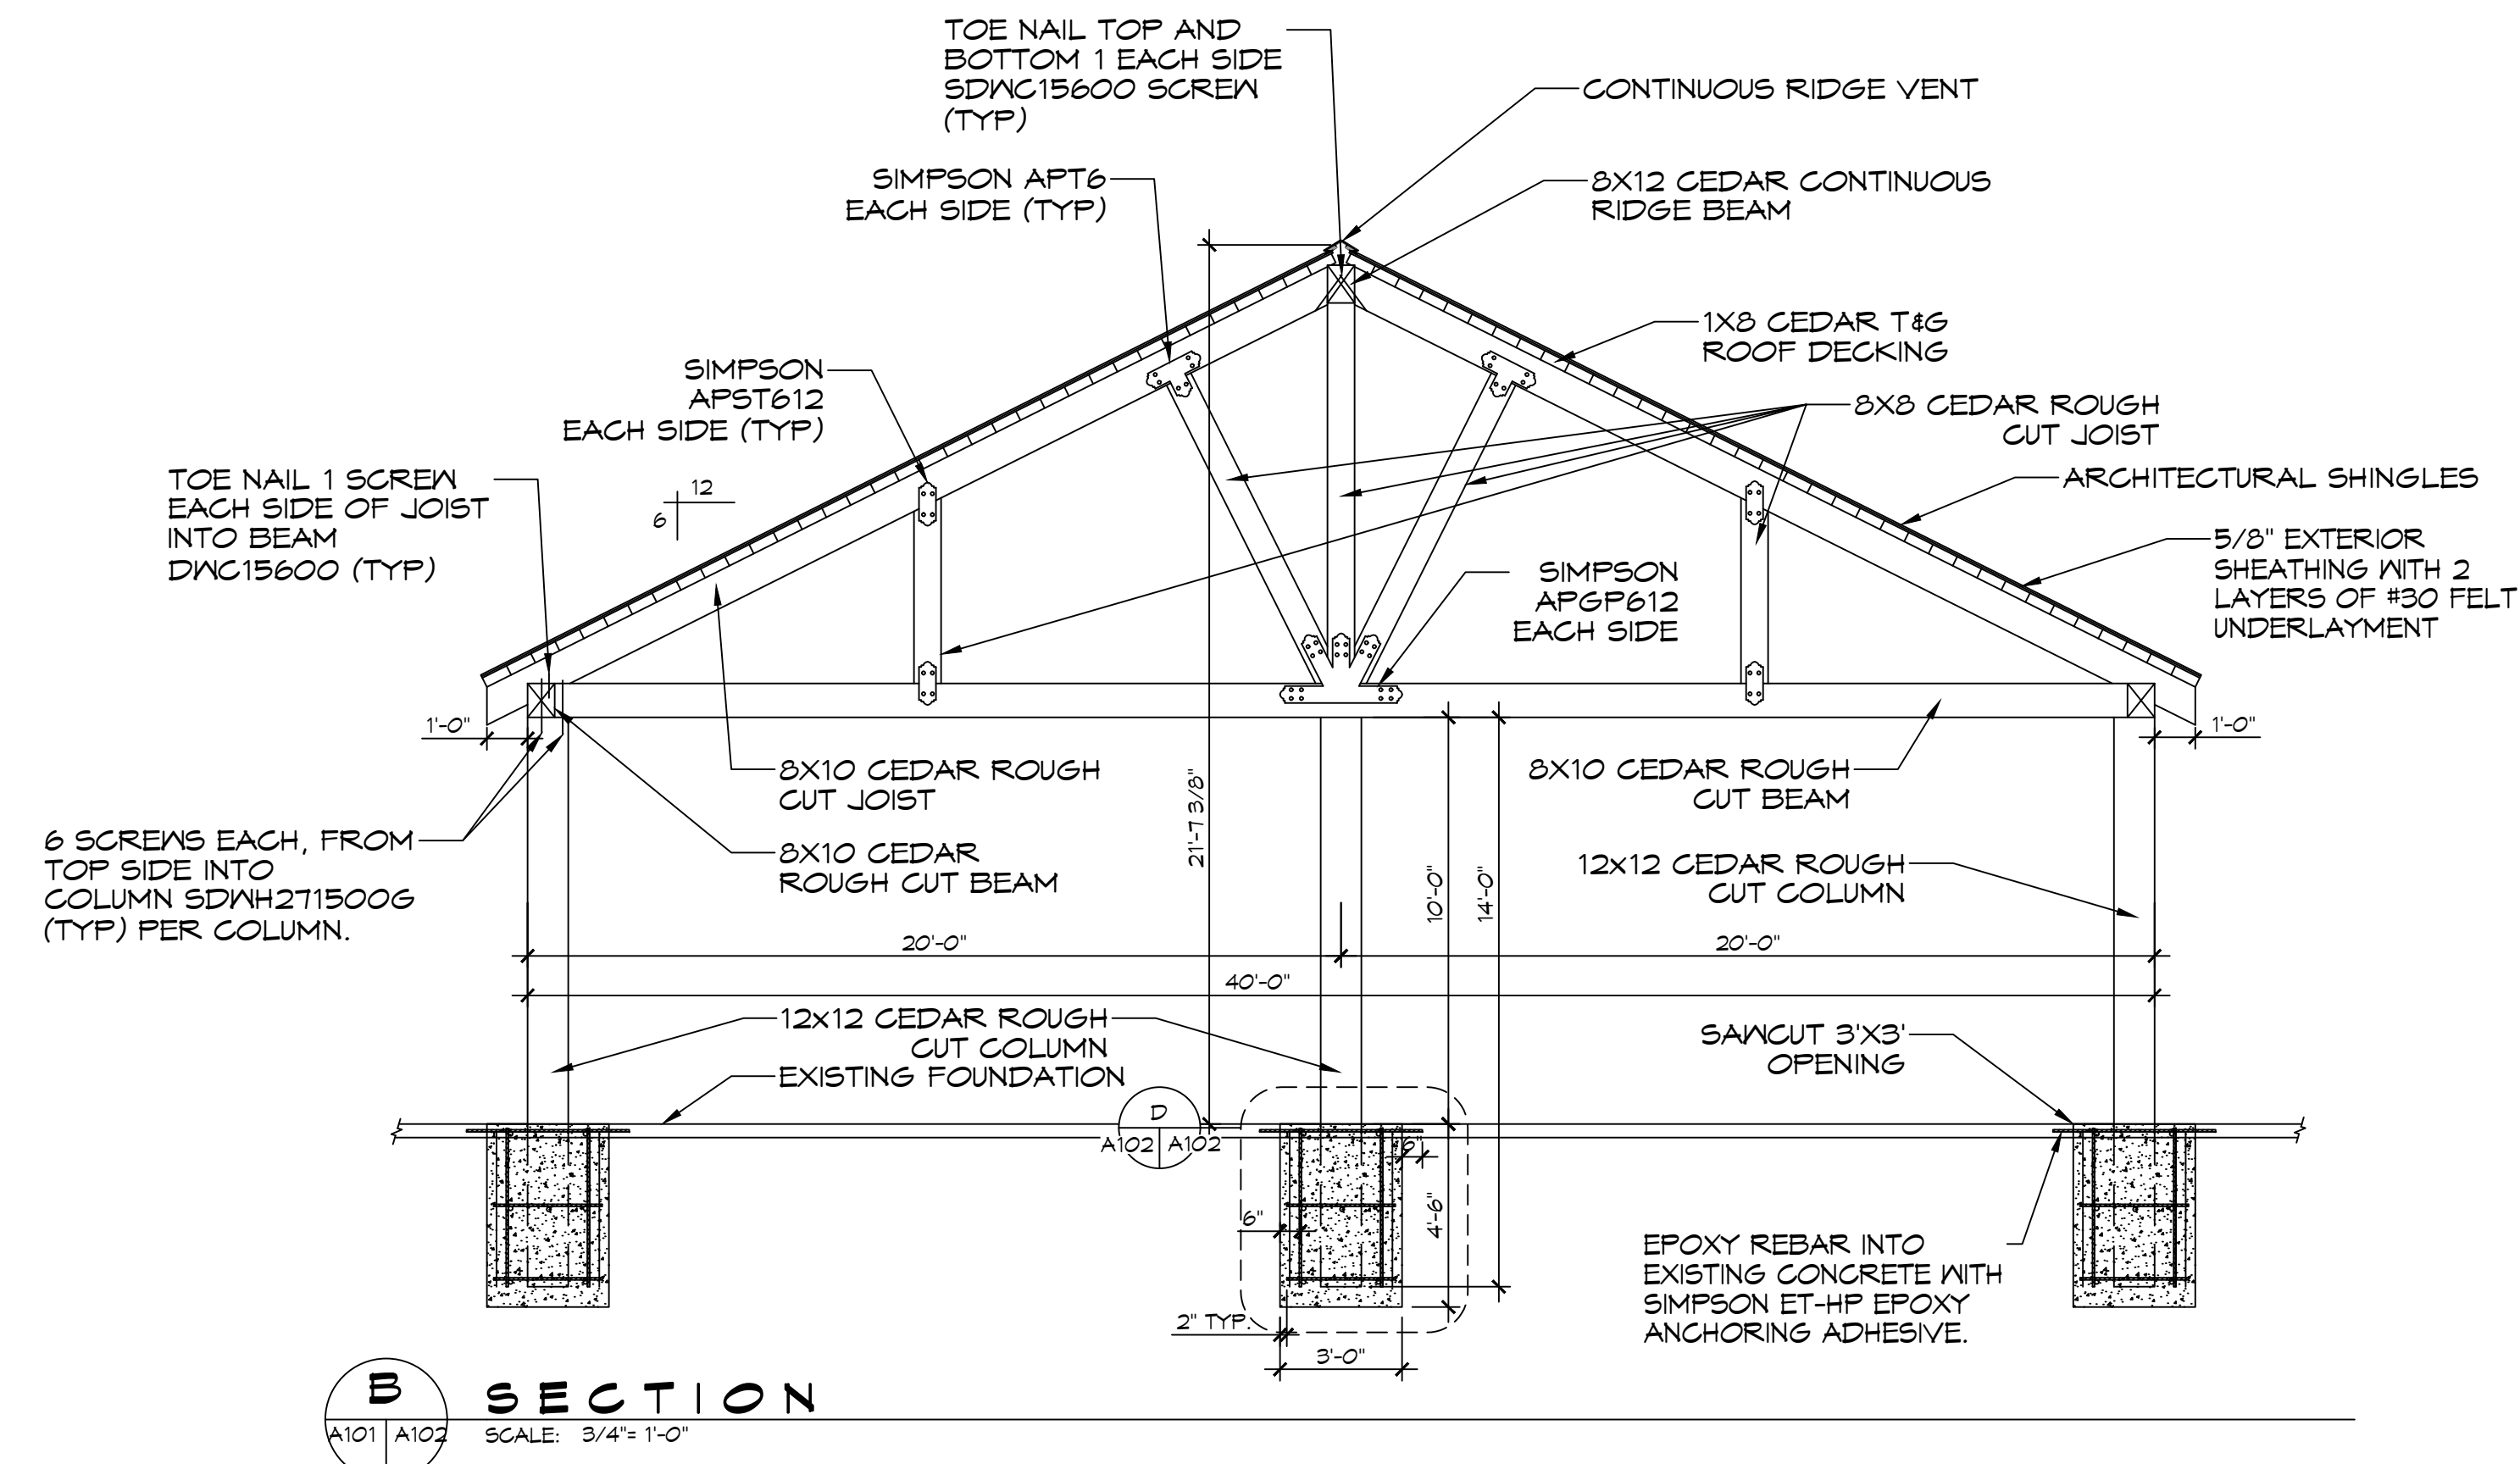 TOE NAIL TOP AND
BOTTOM 1 EACH SIDE
SDWC15600 SCREW
(TYP)
CONTINUOUS RIDGE VENT
SIMPSON APT6
EACH SIDE (TYP)
8X12 CEDAR CONTINUOUS
RIDGE BEAM
1X8 CEDAR T&G
ROOF DECKING
SIMPSON
APST612
EACH SIDE (TYP)
8X8 CEDAR ROUGH
CUT JOIST
TOE NAIL 1 SCREW
EACH SIDE OF JOIST
INTO BEAM
DWC15600 (TYP)
12
6
ARCHITECTURAL SHINGLES
5/8" EXTERIOR
SHEATHING WITH 2
LAYERS OF #30 FELT
UNDERLAYMENT
SIMPSON
APGP612
EACH SIDE
1'-0"
1'-0"
8X10 CEDAR ROUGH
CUT JOIST
21'-7 3/8"
8X10 CEDAR ROUGH
CUT BEAM
6 SCREWS EACH, FROM
TOP SIDE INTO
COLUMN SDWH271500G
(TYP) PER COLUMN.
8X10 CEDAR
ROUGH CUT BEAM
10'-0"
14'-0"
12x12 CEDAR ROUGH
CUT COLUMN
20'-0"
20'-0"
40'-0"
12x12 CEDAR ROUGH
CUT COLUMN
EXISTING FOUNDATION
SAWCUT 3'X3'
OPENING
D
A102 A102
6"
6"
4'-6"
EPOXY REBAR INTO
EXISTING CONCRETE WITH
SIMPSON ET-HP EPOXY
ANCHORING ADHESIVE.
2" TYP.
3'-0"
B
A101 A102
SECTION
SCALE: 3/4"= 1'-0"